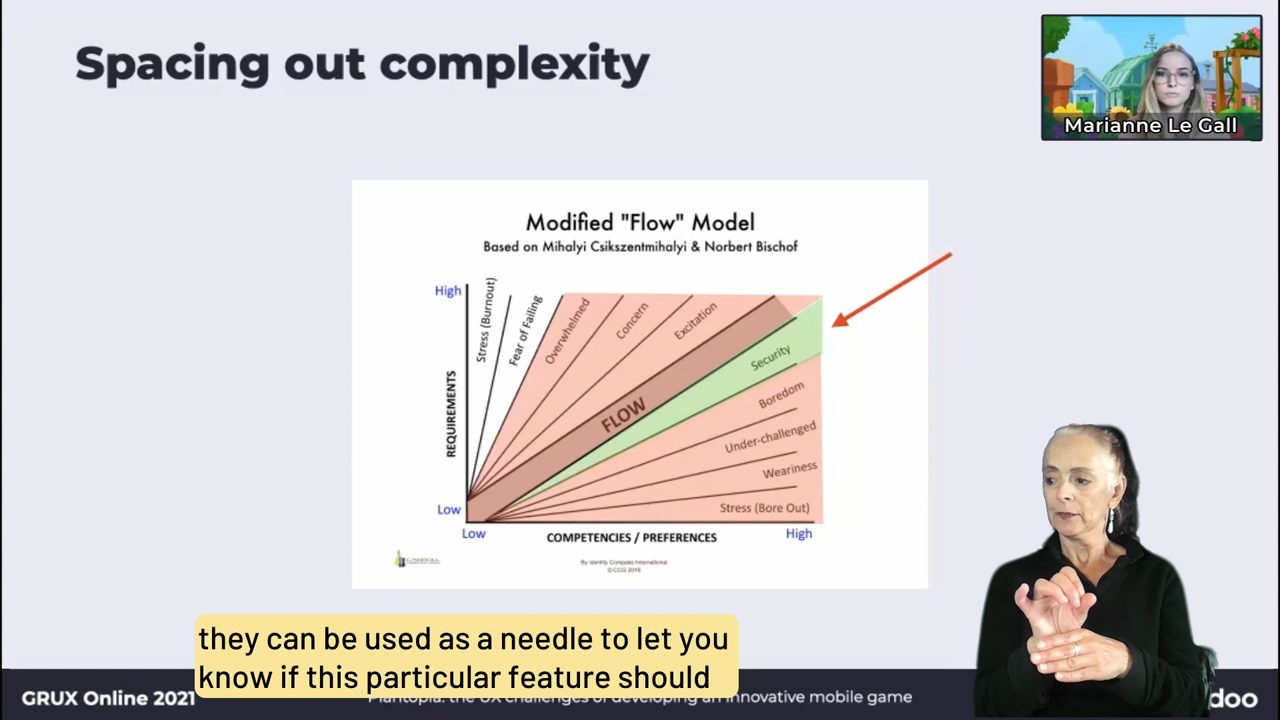 Spacing out complexity
Marianne Le Gall
Modified "Flow" Model
Based on Mihalyi Csikszentmihalyi & Norbert Bischof
High
Stress (Burnout)
Fear of Failing
Overwhelmed
Concern
Excitation
REQUIREMENTS
FLOW
Security
Boredom
Under-challenged
Weariness
Stress (Bore Out)
Low
Low
COMPETENCIES / PREFERENCES
High
By Identity Compass International
© CCG 2018
they can be used as a needle to let you
know if this particular feature should
GRUX Online 2021
Plantopia: the UX challenges of developing an innovative mobile game
doo